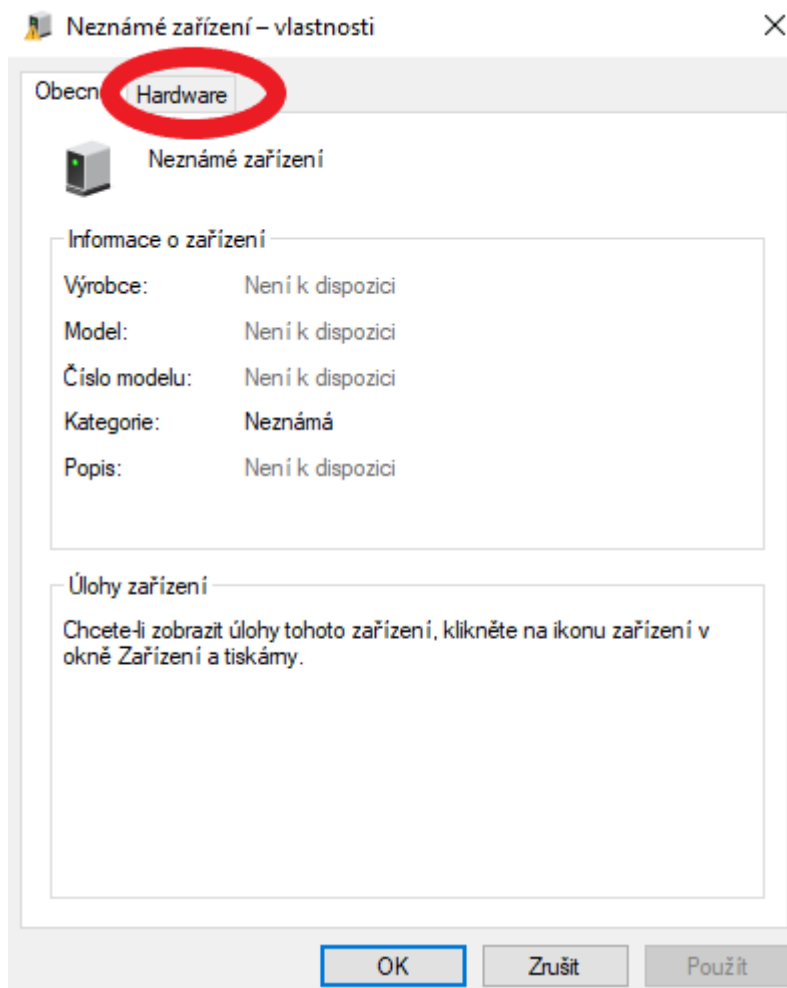 Neznámé zařízení – vlastnosti
Obecn
Hardware
Neznámé zařízení
Informace o zařízení
Výrobce: Není k dispozici
Model: Není k dispozici
Číslo modelu: Není k dispozici
Kategorie: Neznámá
Popis: Není k dispozici
Úlohy zařízení
Chcete-li zobrazit úlohy tohoto zařízení, klikněte na ikonu zařízení v
okně Zařízení a tiskárny.
OK Zrušit Použít